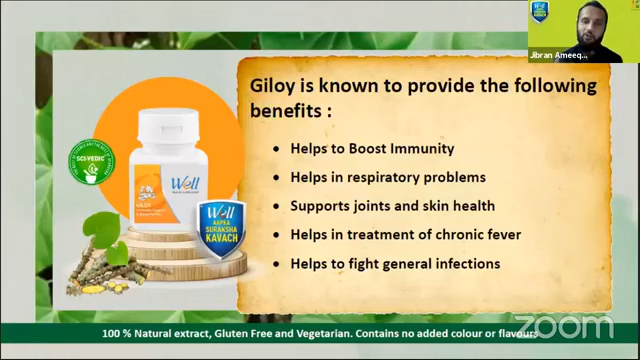 Giloy is known to provide the following
benefits :
• Helps to Boost Immunity
• Helps in respiratory problems
• Supports joints and skin health
• Helps in treatment of chronic fever
• Helps to fight general infections
SCI-VEDIC
Well
GILOY
Well
AAPKA
SURAKSHA
KAVACH
Jibran Ameeq...
100 % Natural extract, Gluten Free and Vegetarian. Contains no added colour or flavours
zoom